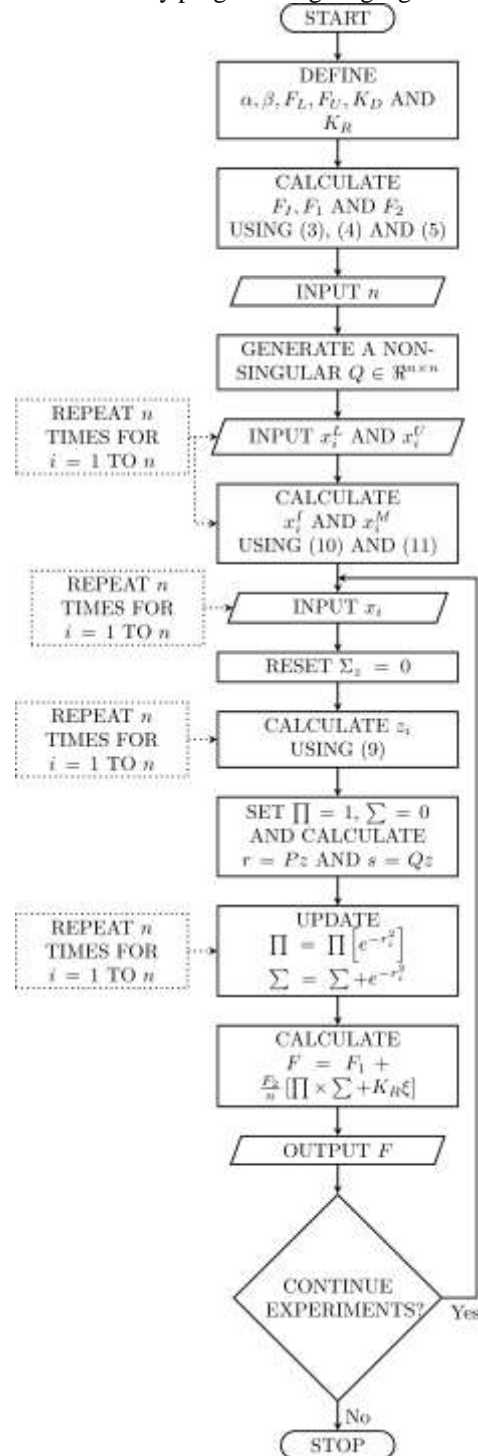 START
DEFINE
α, β, F_L, F_U, K_D AND
K_R
CALCULATE
F_I, F_1 AND F_2
USING (3), (4) AND (5)
INPUT n
GENERATE A NON-
SINGULAR Q ∈ ℜ^{n×n}
REPEAT n
TIMES FOR
i = 1 TO n
INPUT x_i^L AND x_i^U
CALCULATE
x_i^I AND x_i^M
USING (10) AND (11)
REPEAT n
TIMES FOR
i = 1 TO n
INPUT x_i
RESET Σ_z = 0
REPEAT n
TIMES FOR
i = 1 TO n
CALCULATE z_i
USING (9)
SET ∏ = 1, ∑ = 0
AND CALCULATE
r = Pz AND s = Qz
REPEAT n
TIMES FOR
i = 1 TO n
UPDATE
∏ = ∏ [e^{-r_i^2}]
∑ = ∑ +e^{-r_i^2}
CALCULATE
F = F_1 +
F_2/n [∏ × ∑ +K_R ξ]
OUTPUT F
CONTINUE
EXPERIMENTS?
Yes
No
STOP